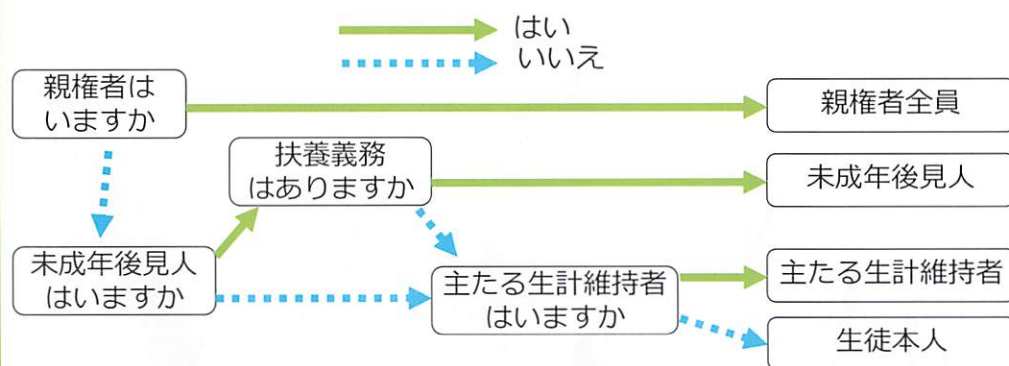 はい
いいえ
親権者は
いますか
親権者全員
扶養義務
はありますか
未成年後見人
未成年後見人
はいますか
主たる生計維持者
はいますか
主たる生計維持者
生徒本人